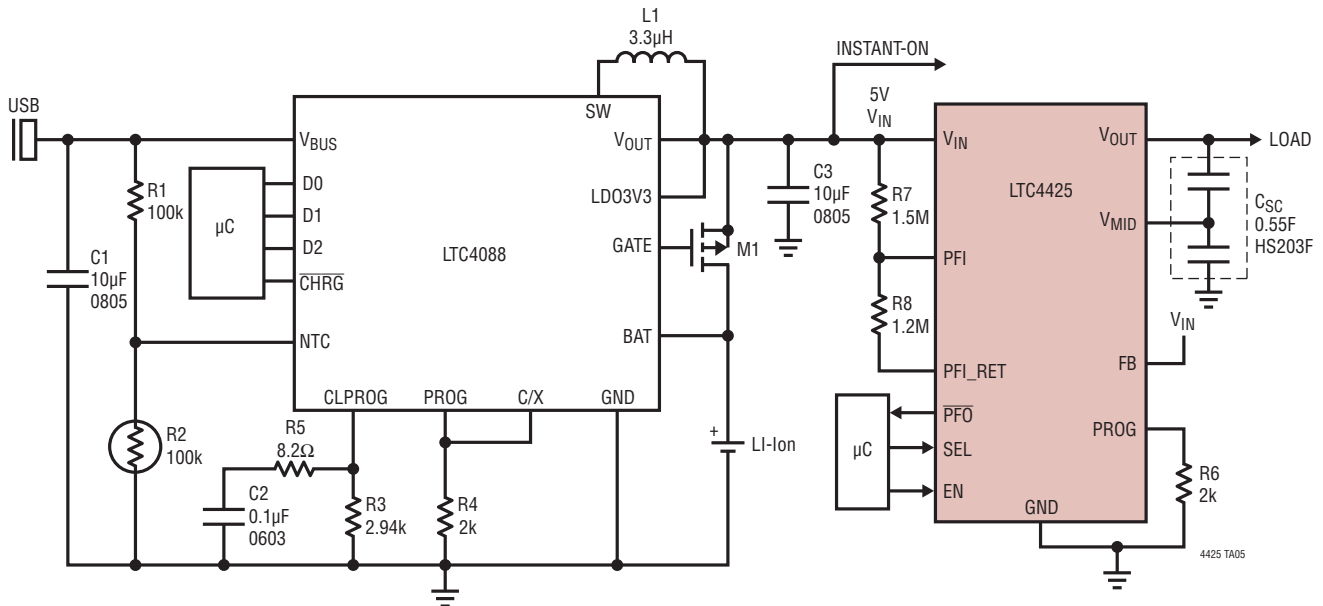 L1
3.3µH
INSTANT-ON
USB
SW
5V
VIN
VBUS
VOUT
VIN
VOUT
LOAD
R1
100k
D0
D1
D2
CHRG
µC
LTC4088
LDO3V3
GATE
M1
C3
10µF
0805
R7
1.5M
LTC4425
VMID
CSC
0.55F
HS203F
C1
10µF
0805
PFI
R8
1.2M
VIN
NTC
BAT
PFI_RET
FB
CLPROG
PROG
C/X
GND
R2
100k
R5
8.2Ω
+
LI-Ion
µC
PFO
SEL
EN
PROG
R6
2k
C2
0.1µF
0603
R3
2.94k
R4
2k
GND
4425 TA05